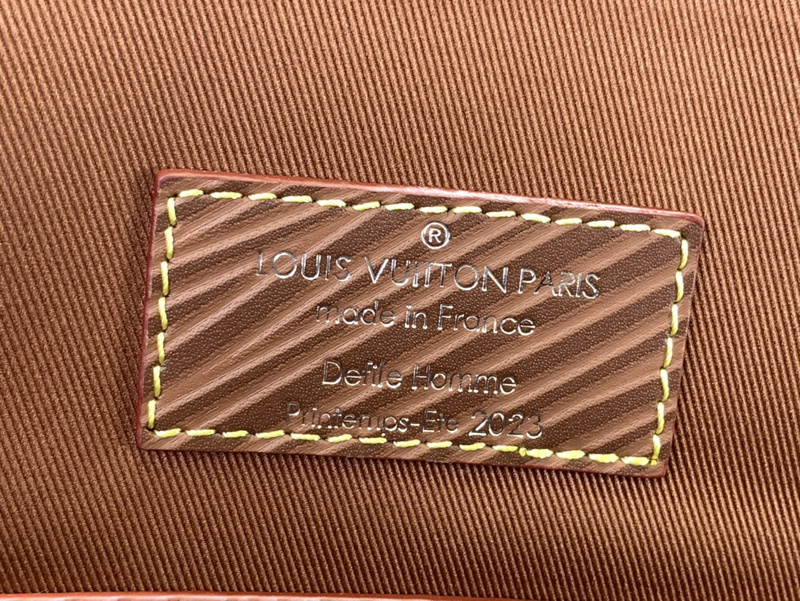 ®
LOUIS VUITTON PARIS
made in France
Defile Homme
Printemps-Ete 2023